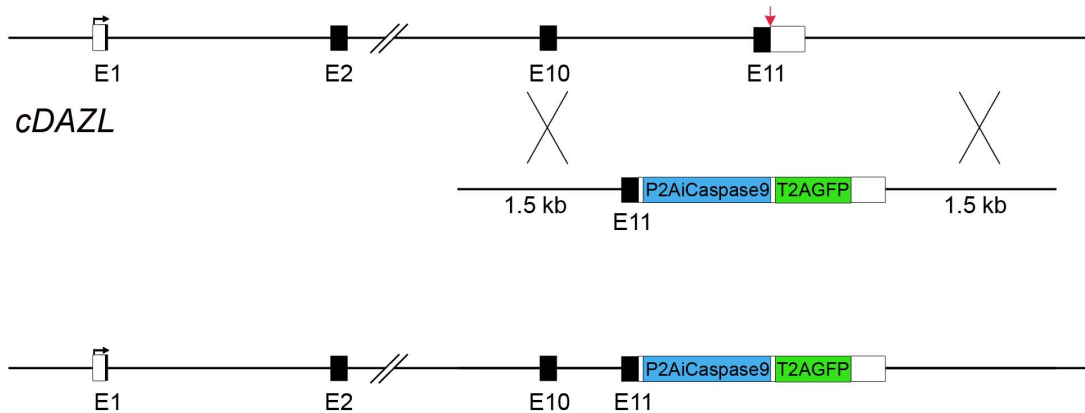 E1 E2 E10 E11
cDAZL
P2AiCaspase9 T2AGFP
1.5 kb E11 1.5 kb
P2AiCaspase9 T2AGFP
E1 E2 E10 E11